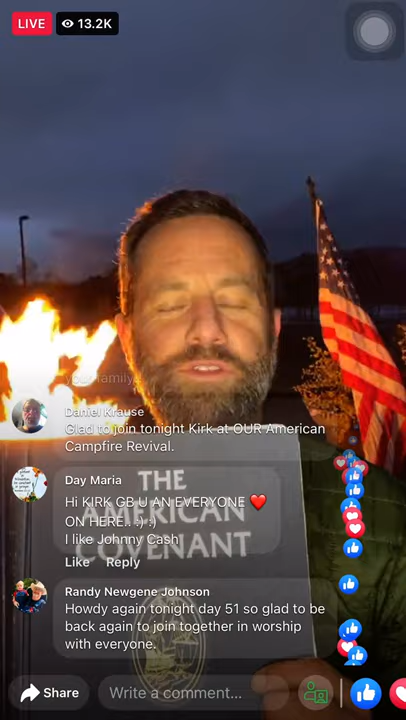 LIVE 13.2K
your family.
Daniel Krause
Glad to join tonight Kirk at OUR American
Campfire Revival.
Day Maria
THE
Hi KIRK GB U AN EVERYONE ❤️
ON HERE.. :) :)
AMERICAN
I like Johnny Cash
COVENANT
Like Reply
Randy Newgene Johnson
Howdy again tonight day 51 so glad to be
back again to join together in worship
with everyone.
Share Write a comment...